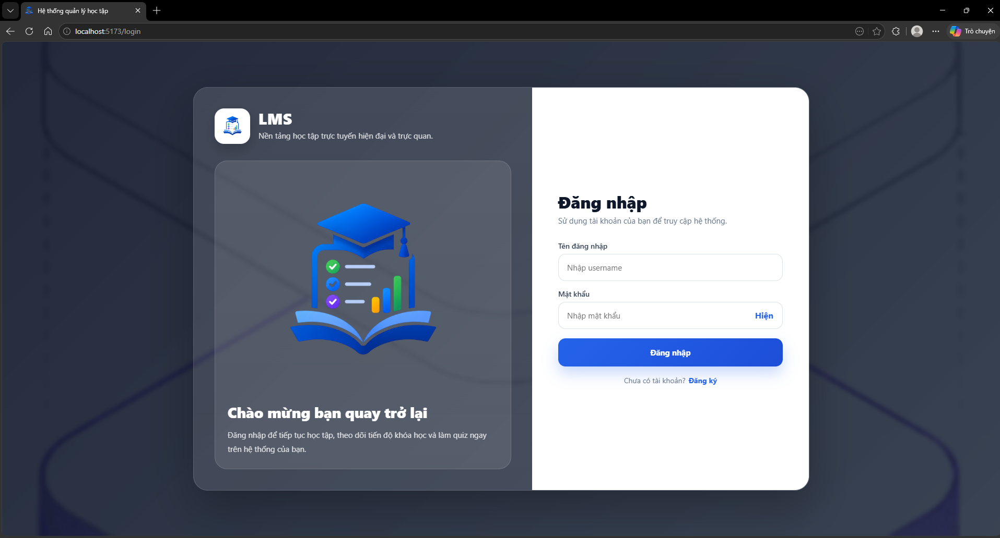 Hệ thống quản lý học tập
localhost:5173/login
Trò chuyện
LMS
Nền tảng học tập trực tuyến hiện đại và trực quan.
Chào mừng bạn quay trở lại
Đăng nhập để tiếp tục học tập, theo dõi tiến độ khóa học và làm quiz ngay
trên hệ thống của bạn.
Đăng nhập
Sử dụng tài khoản của bạn để truy cập hệ thống.
Tên đăng nhập
Nhập username
Mật khẩu
Nhập mật khẩu
Hiện
Đăng nhập
Chưa có tài khoản? Đăng ký